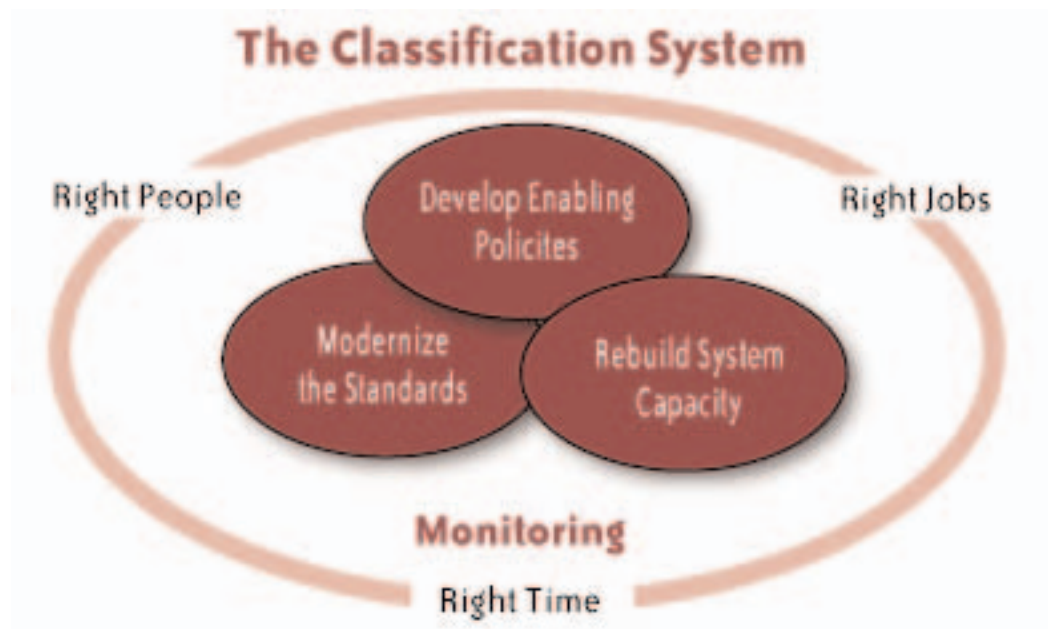 The Classification System
Right People
Right Jobs
Develop Enabling
Policites
Modernize
the Standards
Rebuild System
Capacity
Monitoring
Right Time